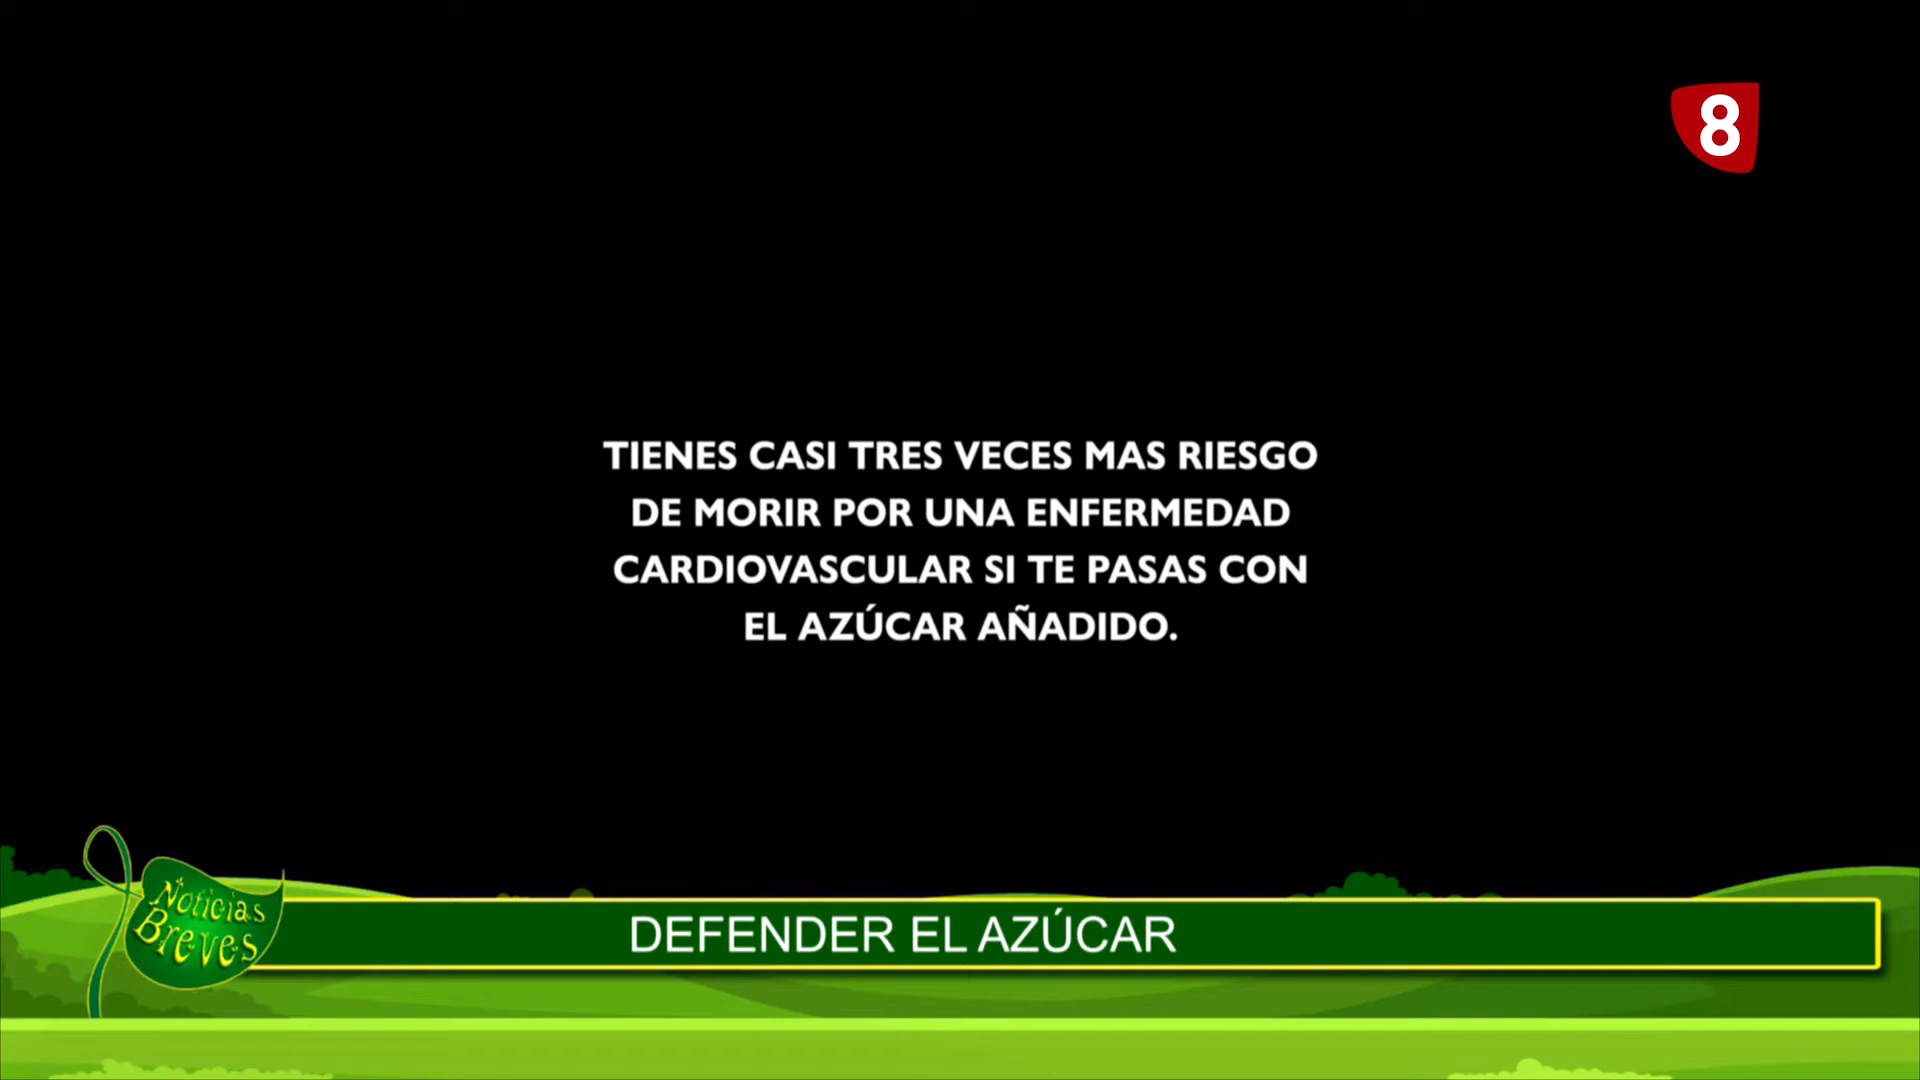 8
TIENES CASI TRES VECES MAS RIESGO
DE MORIR POR UNA ENFERMEDAD
CARDIOVASCULAR SI TE PASAS CON
EL AZÚCAR AÑADIDO.
Noticias
Breves
DEFENDER EL AZÚCAR